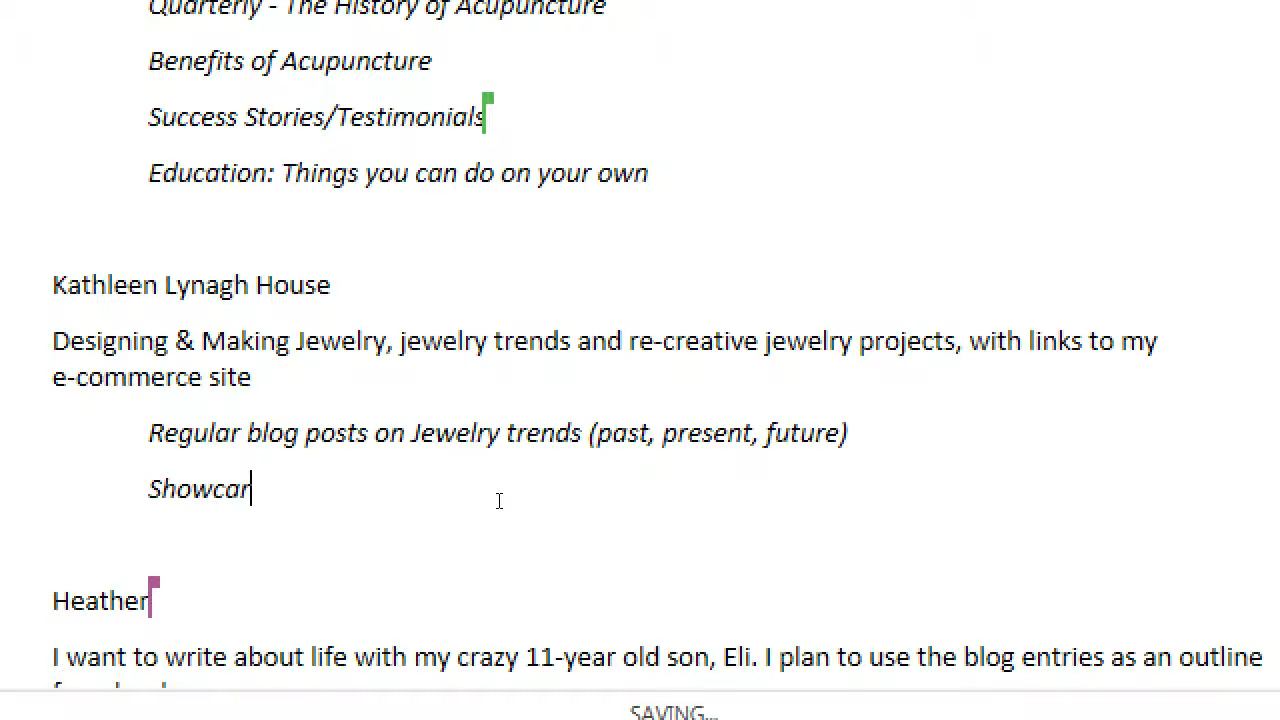 Quarterly - The History of Acupuncture
Benefits of Acupuncture
Success Stories/Testimonials
Education: Things you can do on your own
Kathleen Lynagh House
Designing & Making Jewelry, jewelry trends and re-creative jewelry projects, with links to my
e-commerce site
Regular blog posts on Jewelry trends (past, present, future)
Showcar
Heather
I want to write about life with my crazy 11-year old son, Eli. I plan to use the blog entries as an outline
SAVING...